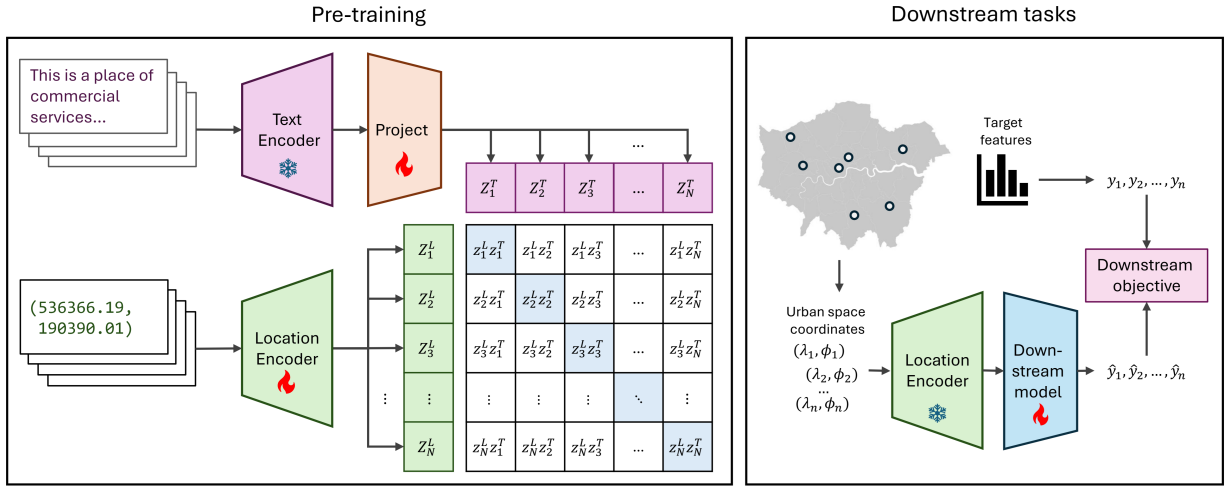 Pre-training
Downstream tasks
This is a place of
commercial
services...
Text
Encoder
Project
...
Z_1^T Z_2^T Z_3^T ... Z_N^T
(536366.19,
190390.01)
Location
Encoder
Z_1^L
Z_2^L
Z_3^L
⋮ ⋮
Z_N^L
z_1^L z_1^T z_1^L z_2^T z_1^L z_3^T ... z_1^L z_N^T
z_2^L z_1^T z_2^L z_2^T z_2^L z_3^T ... z_2^L z_N^T
z_3^L z_1^T z_3^L z_2^T z_3^L z_3^T ... z_3^L z_N^T
⋮ ⋮ ⋮ ⋱ ⋮
z_N^L z_1^T z_N^L z_2^T z_N^L z_3^T ... z_N^L z_N^T
Target
features
y_1, y_2, ..., y_n
Downstream
objective
Urban space
coordinates
(λ_1, ϕ_1)
(λ_2, ϕ_2)
...
(λ_n, ϕ_n)
Location
Encoder
Down-
stream
model
ŷ_1, ŷ_2, ..., ŷ_n